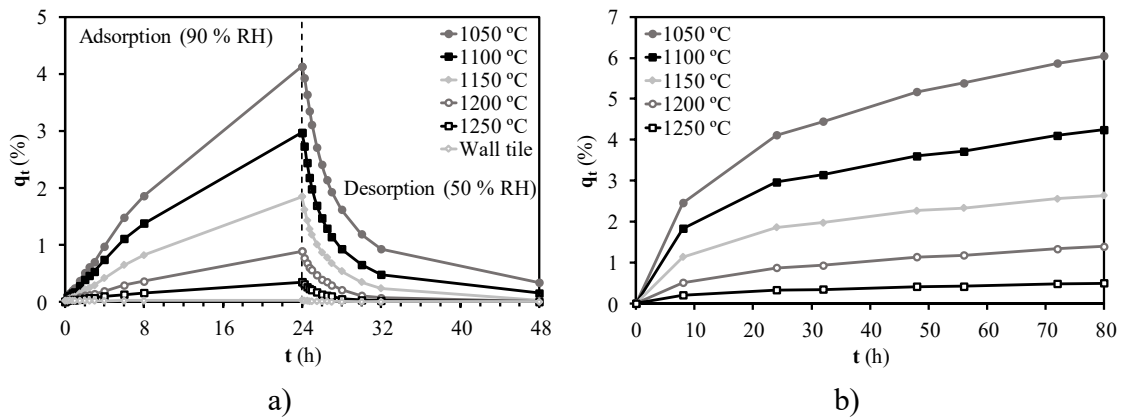 5
4
3
2
1
0
q_t (%)
Adsorption (90 % RH)
1050 ºC
1100 ºC
1150 ºC
1200 ºC
1250 ºC
Wall tile
Desorption (50 % RH)
0 8 16 24 32 40 48
t (h)
a)
7
6
5
4
3
2
1
0
q_t (%)
1050 ºC
1100 ºC
1150 ºC
1200 ºC
1250 ºC
0 10 20 30 40 50 60 70 80
t (h)
b)